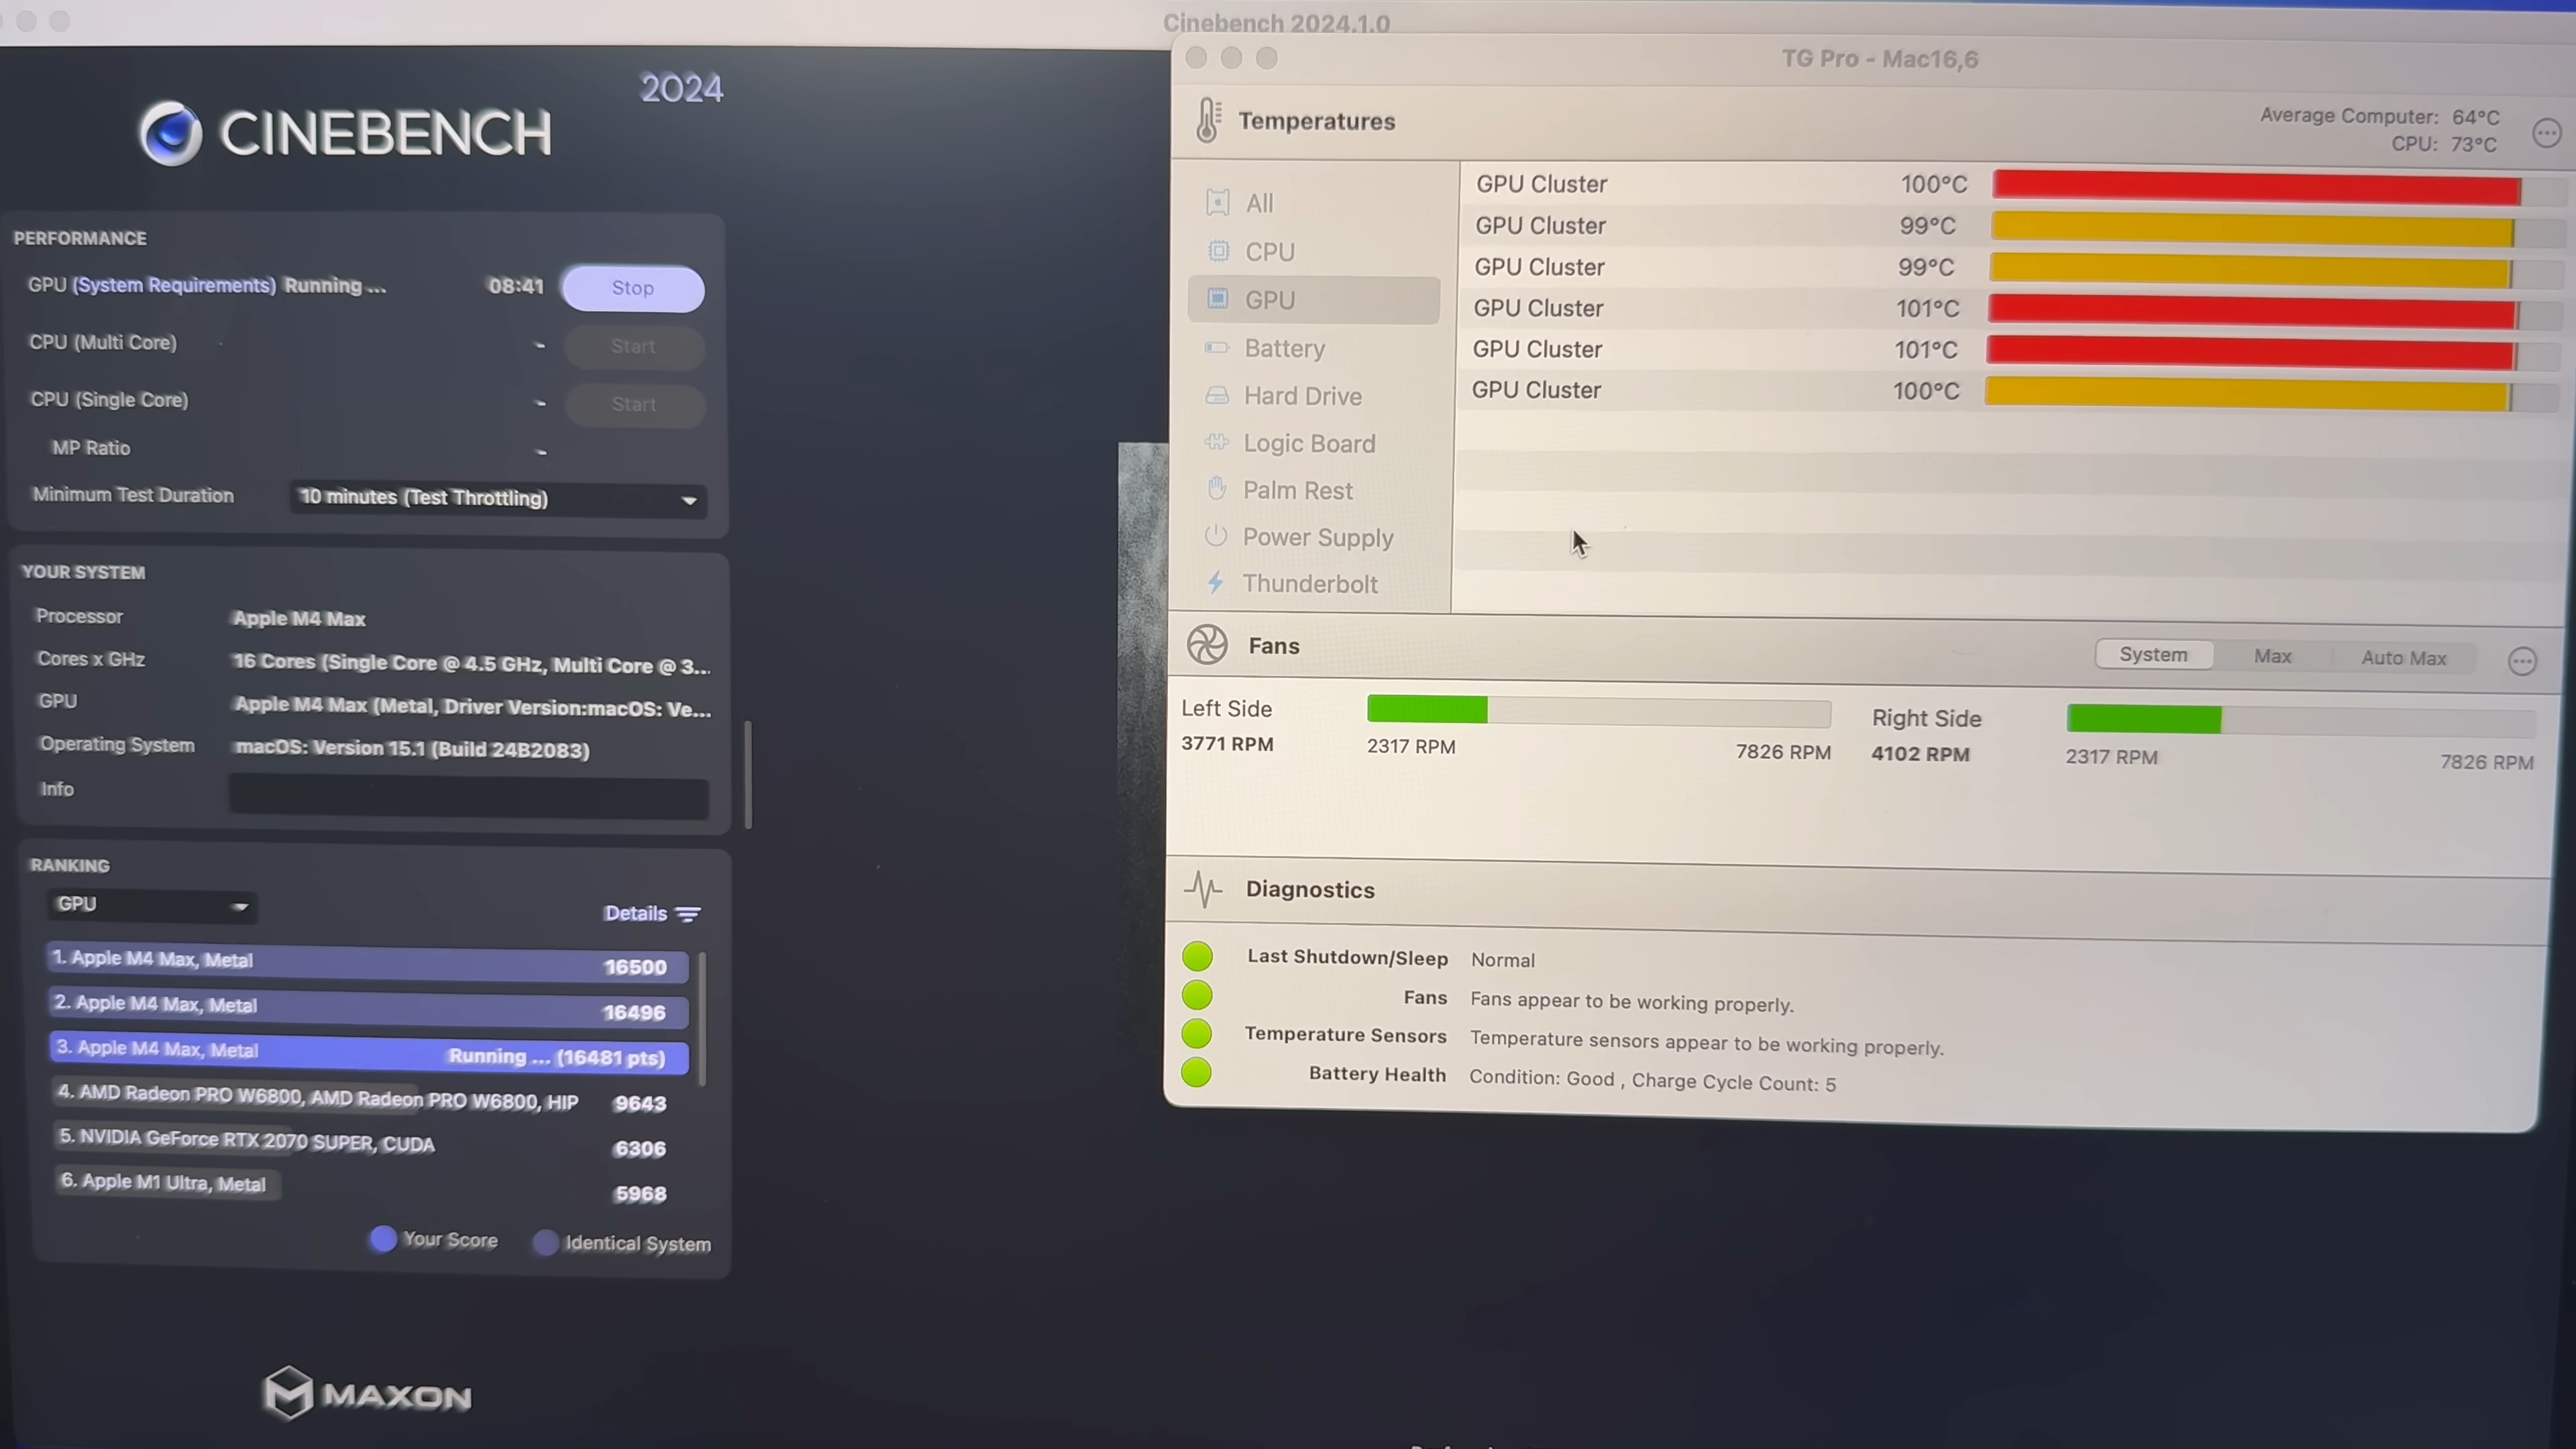 Cinebench 2024.1.0
2024
CINEBENCH
PERFORMANCE
GPU (System Requirements) Running ... 08:41 Stop
CPU (Multi Core) - Start
CPU (Single Core) - Start
MP Ratio -
Minimum Test Duration 10 minutes (Test Throttling)
YOUR SYSTEM
Processor Apple M4 Max
Cores x GHz 16 Cores (Single Core @ 4.5 GHz, Multi Core @ 3...
GPU Apple M4 Max (Metal, Driver Version:macOS: Ve...
Operating System macOS: Version 15.1 (Build 24B2083)
Info
RANKING
GPU Details
1. Apple M4 Max, Metal 16500
2. Apple M4 Max, Metal 16496
3. Apple M4 Max, Metal Running ... (16481 pts)
4. AMD Radeon PRO W6800, AMD Radeon PRO W6800, HIP 9643
5. NVIDIA GeForce RTX 2070 SUPER, CUDA 6306
6. Apple M1 Ultra, Metal 5968
Your Score Identical System
MAXON
TG Pro - Mac16,6
Temperatures
Average Computer: 64°C
CPU: 73°C
All
CPU
GPU
Battery
Hard Drive
Logic Board
Palm Rest
Power Supply
Thunderbolt
GPU Cluster 100°C
GPU Cluster 99°C
GPU Cluster 99°C
GPU Cluster 101°C
GPU Cluster 101°C
GPU Cluster 100°C
Fans System Max Auto Max
Left Side
3771 RPM 2317 RPM 7826 RPM
Right Side
4102 RPM 2317 RPM 7826 RPM
Diagnostics
Last Shutdown/Sleep Normal
Fans Fans appear to be working properly.
Temperature Sensors Temperature sensors appear to be working properly.
Battery Health Condition: Good , Charge Cycle Count: 5